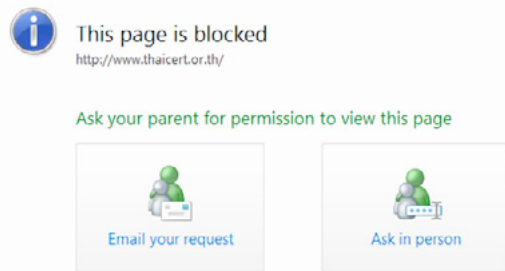 This page is blocked
http://www.thaicert.or.th/
Ask your parent for permission to view this page
Email your request
Ask in person